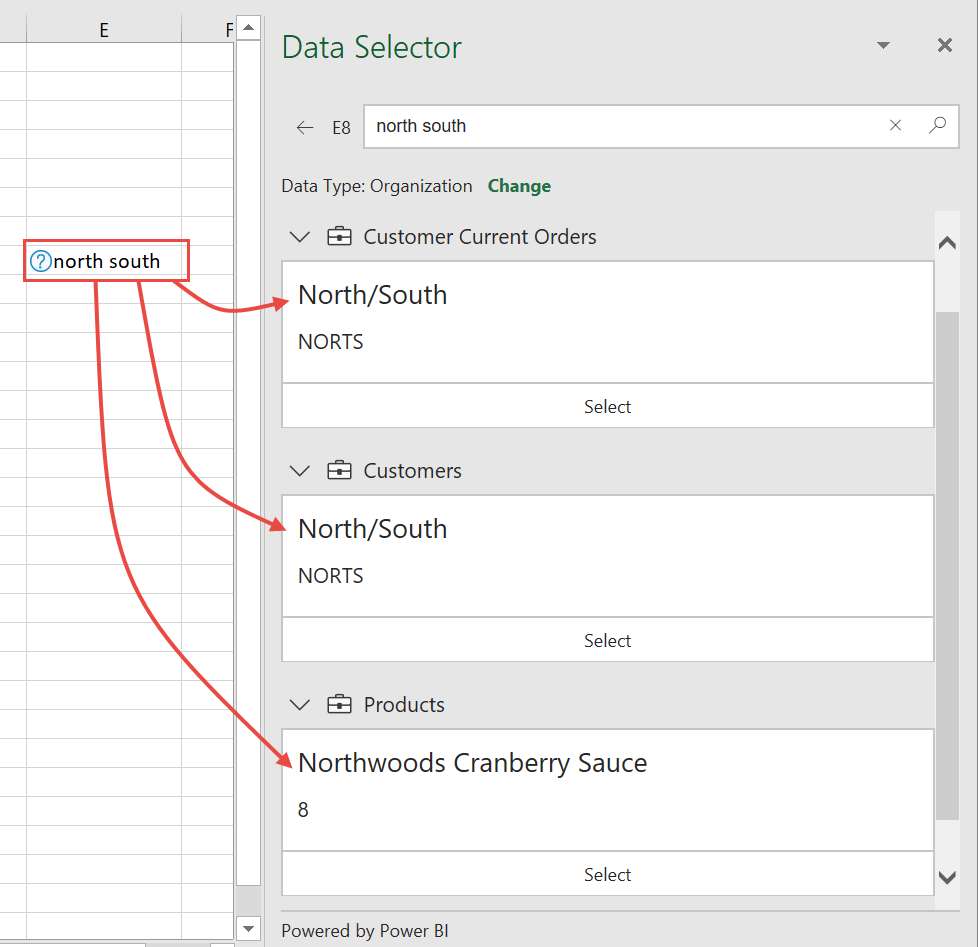 E
F
north south
Data Selector
E8
north south
Data Type: Organization Change
Customer Current Orders
North/South
NORTS
Select
Customers
North/South
NORTS
Select
Products
Northwoods Cranberry Sauce
8
Select
Powered by Power BI